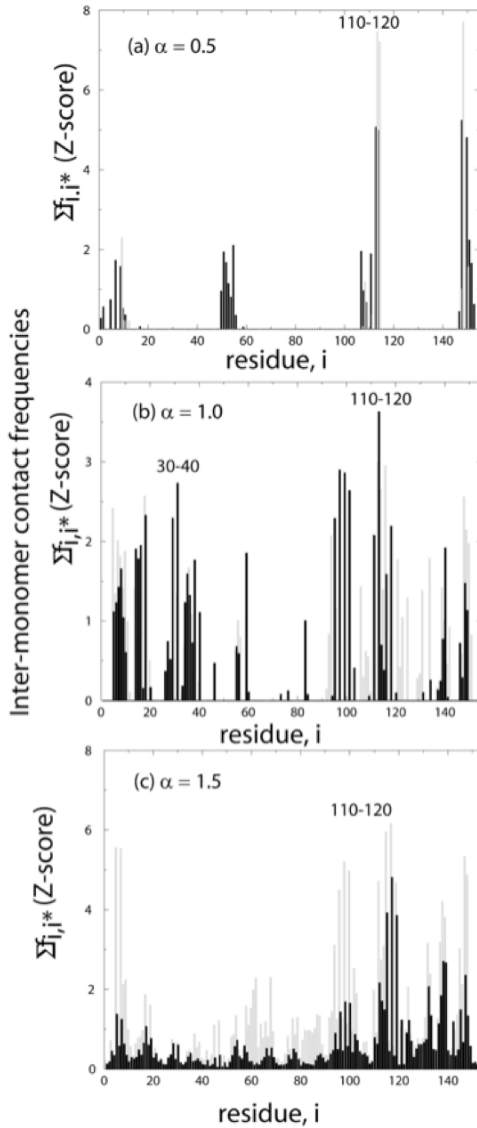 Inter-monomer contact frequencies
8
6
4
2
0
Σfi,i* (Z-score)
(a) α = 0.5
110-120
0 20 40 60 80 100 120 140
residue, i
4
3
2
1
0
Σfi,i* (Z-score)
(b) α = 1.0
30-40
110-120
0 20 40 60 80 100 120 140
residue, i
8
6
4
2
0
Σfi,i* (Z-score)
(c) α = 1.5
110-120
0 20 40 60 80 100 120 140
residue, i